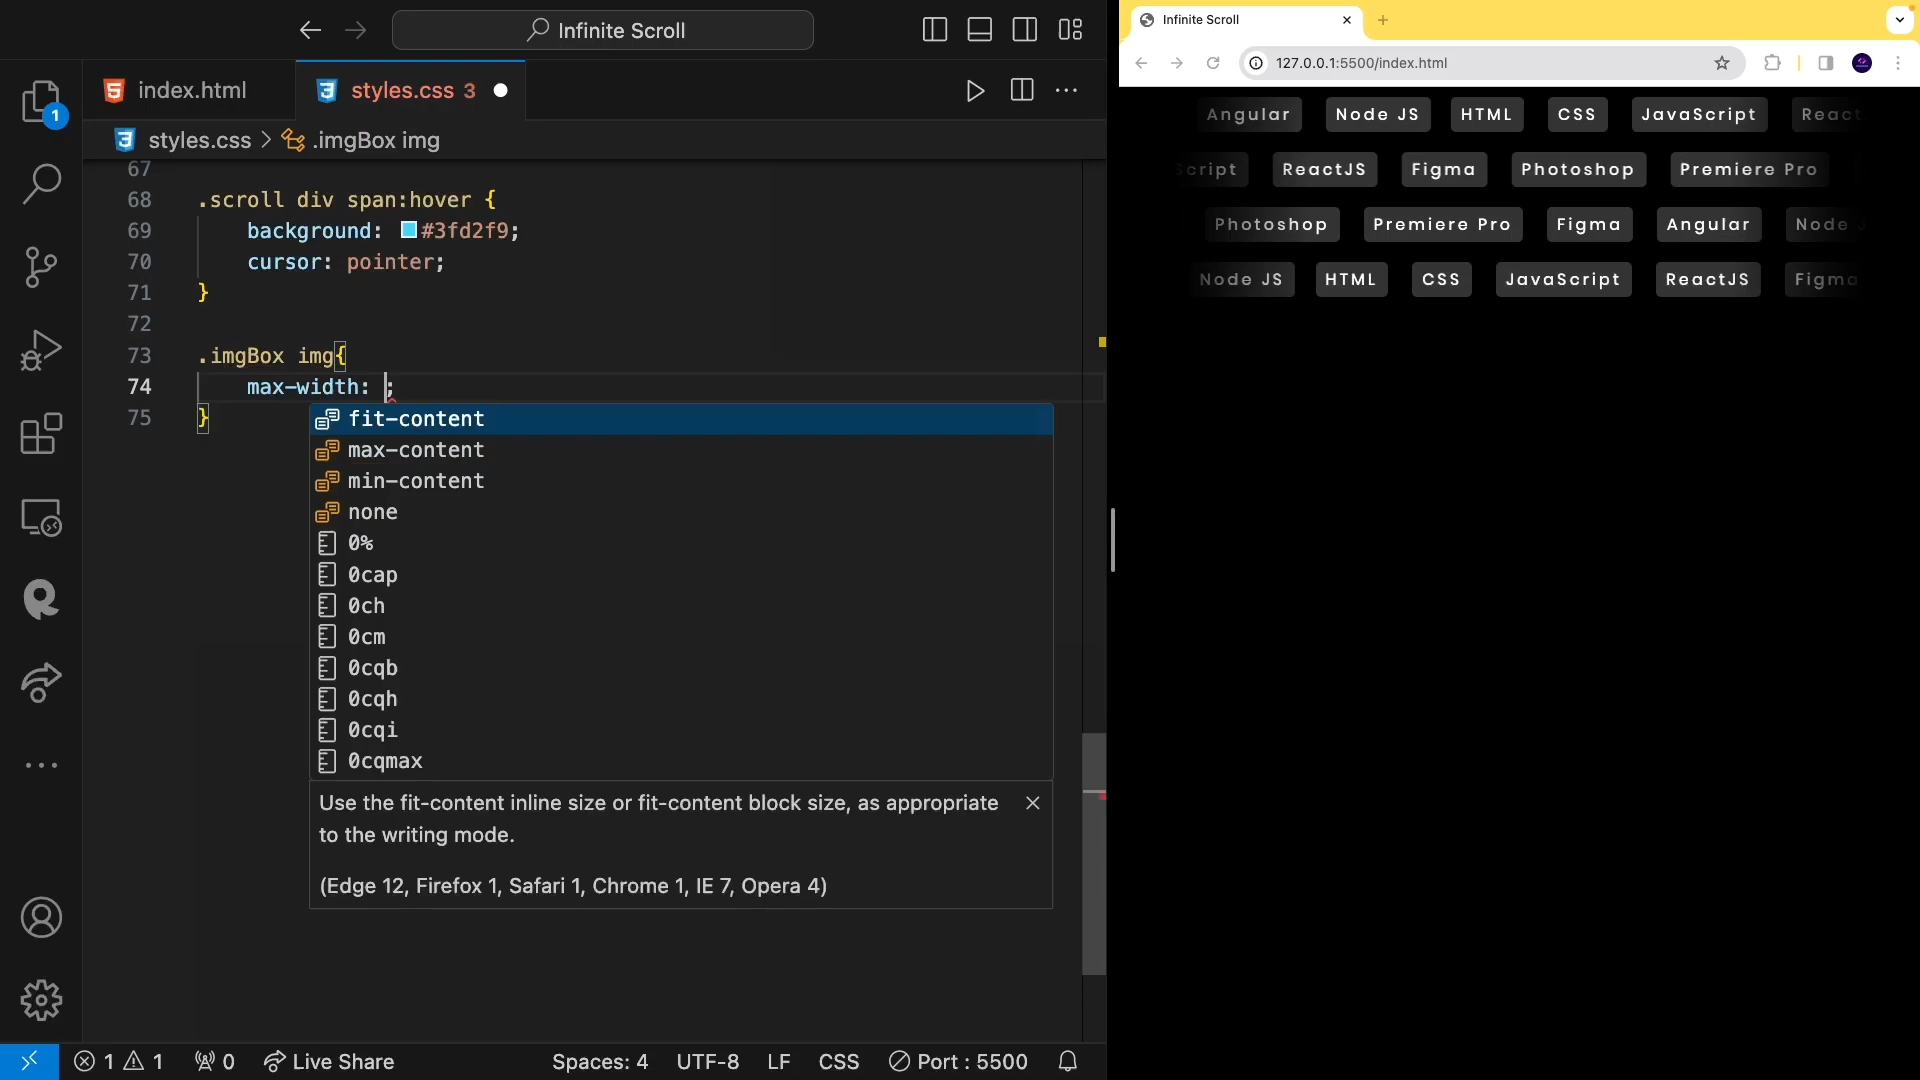 Infinite Scroll
index.html
styles.css 3
styles.css > .imgBox img
67
68 .scroll div span:hover {
69 background: #3fd2f9;
70 cursor: pointer;
71 }
72
73 .imgBox img{
74 max-width: ;
75 }
fit-content
max-content
min-content
none
0%
0cap
0ch
0cm
0cqb
0cqh
0cqi
0cqmax
Use the fit-content inline size or fit-content block size, as appropriate
to the writing mode.
(Edge 12, Firefox 1, Safari 1, Chrome 1, IE 7, Opera 4)
1
1 1 0 Live Share Spaces: 4 UTF-8 LF CSS Port : 5500
Infinite Scroll
127.0.0.1:5500/index.html
Angular Node JS HTML CSS JavaScript React
Script ReactJS Figma Photoshop Premiere Pro
Photoshop Premiere Pro Figma Angular Node J
Node JS HTML CSS JavaScript ReactJS Figma